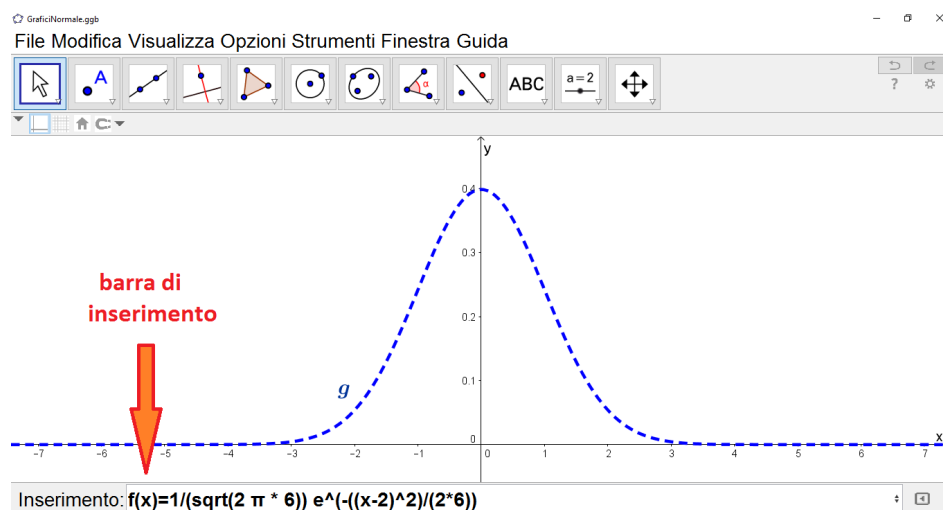 GraficiNormale.ggb
File Modifica Visualizza Opzioni Strumenti Finestra Guida
A
α
ABC
a=2
?
y
0.4
0.3
barra di
inserimento
0.2
g
0.1
0
x
−7 −6 −5 −4 −3 −2 −1 0 1 2 3 4 5 6 7
Inserimento: f(x)=1/(sqrt(2 π * 6)) e^(-((x-2)^2)/(2*6))